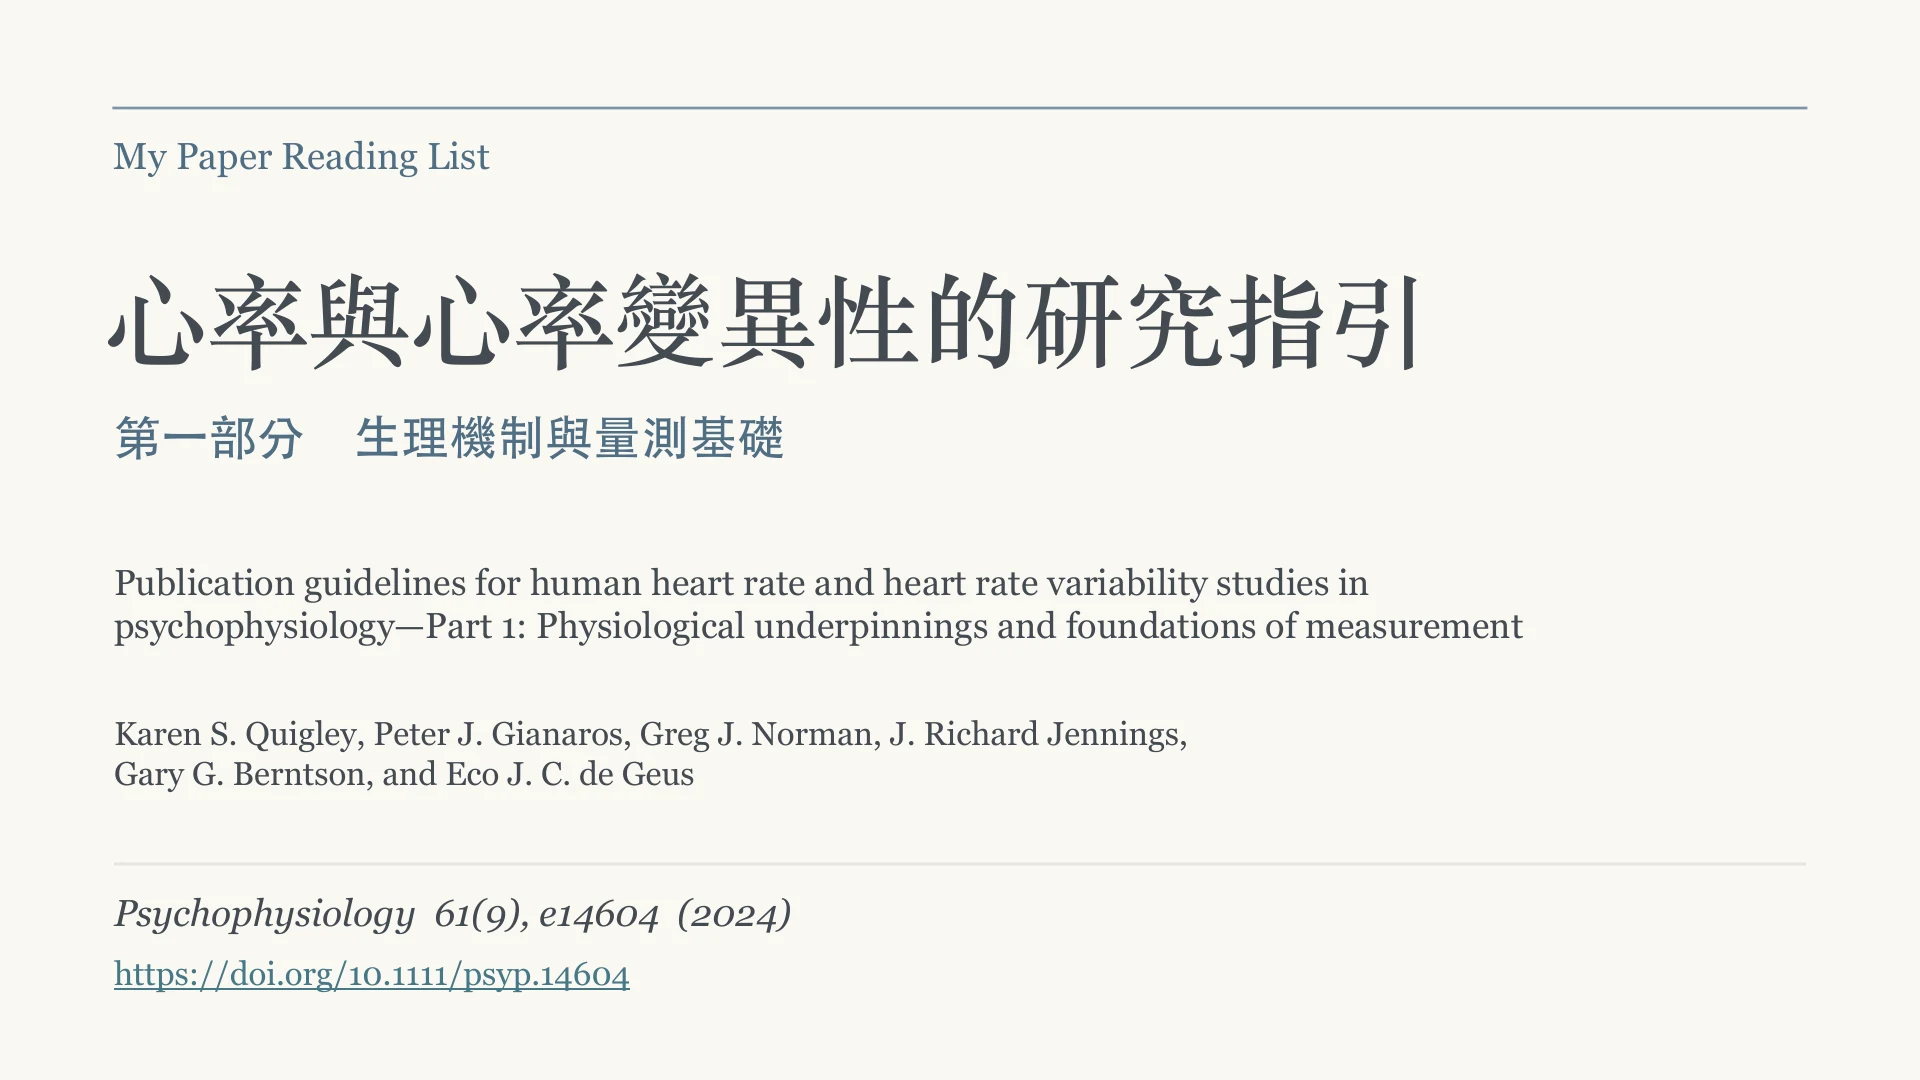 My Paper Reading List
心率與心率變異性的研究指引
第一部分　生理機制與量測基礎
Publication guidelines for human heart rate and heart rate variability studies in
psychophysiology—Part 1: Physiological underpinnings and foundations of measurement
Karen S. Quigley, Peter J. Gianaros, Greg J. Norman, J. Richard Jennings,
Gary G. Berntson, and Eco J. C. de Geus
Psychophysiology 61(9), e14604 (2024)
https://doi.org/10.1111/psyp.14604